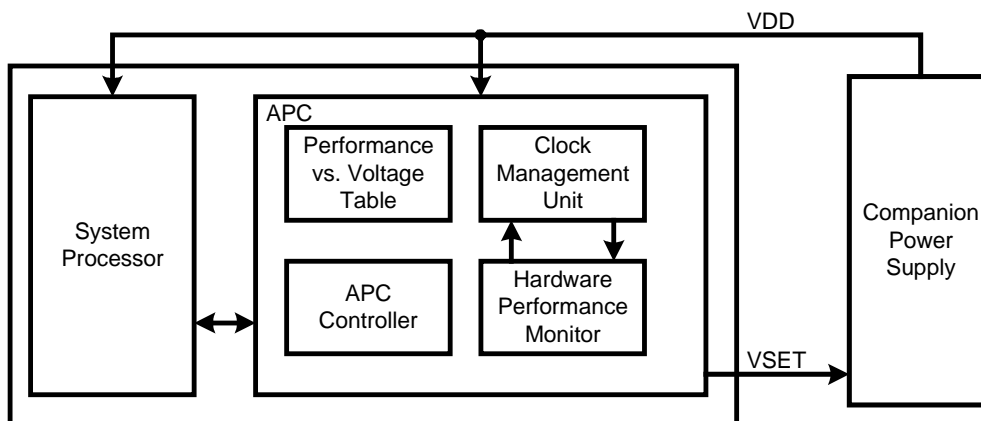 VDD
APC
Performance
vs. Voltage
Table
Clock
Management
Unit
System
Processor
Companion
Power
Supply
APC
Controller
Hardware
Performance
Monitor
VSET